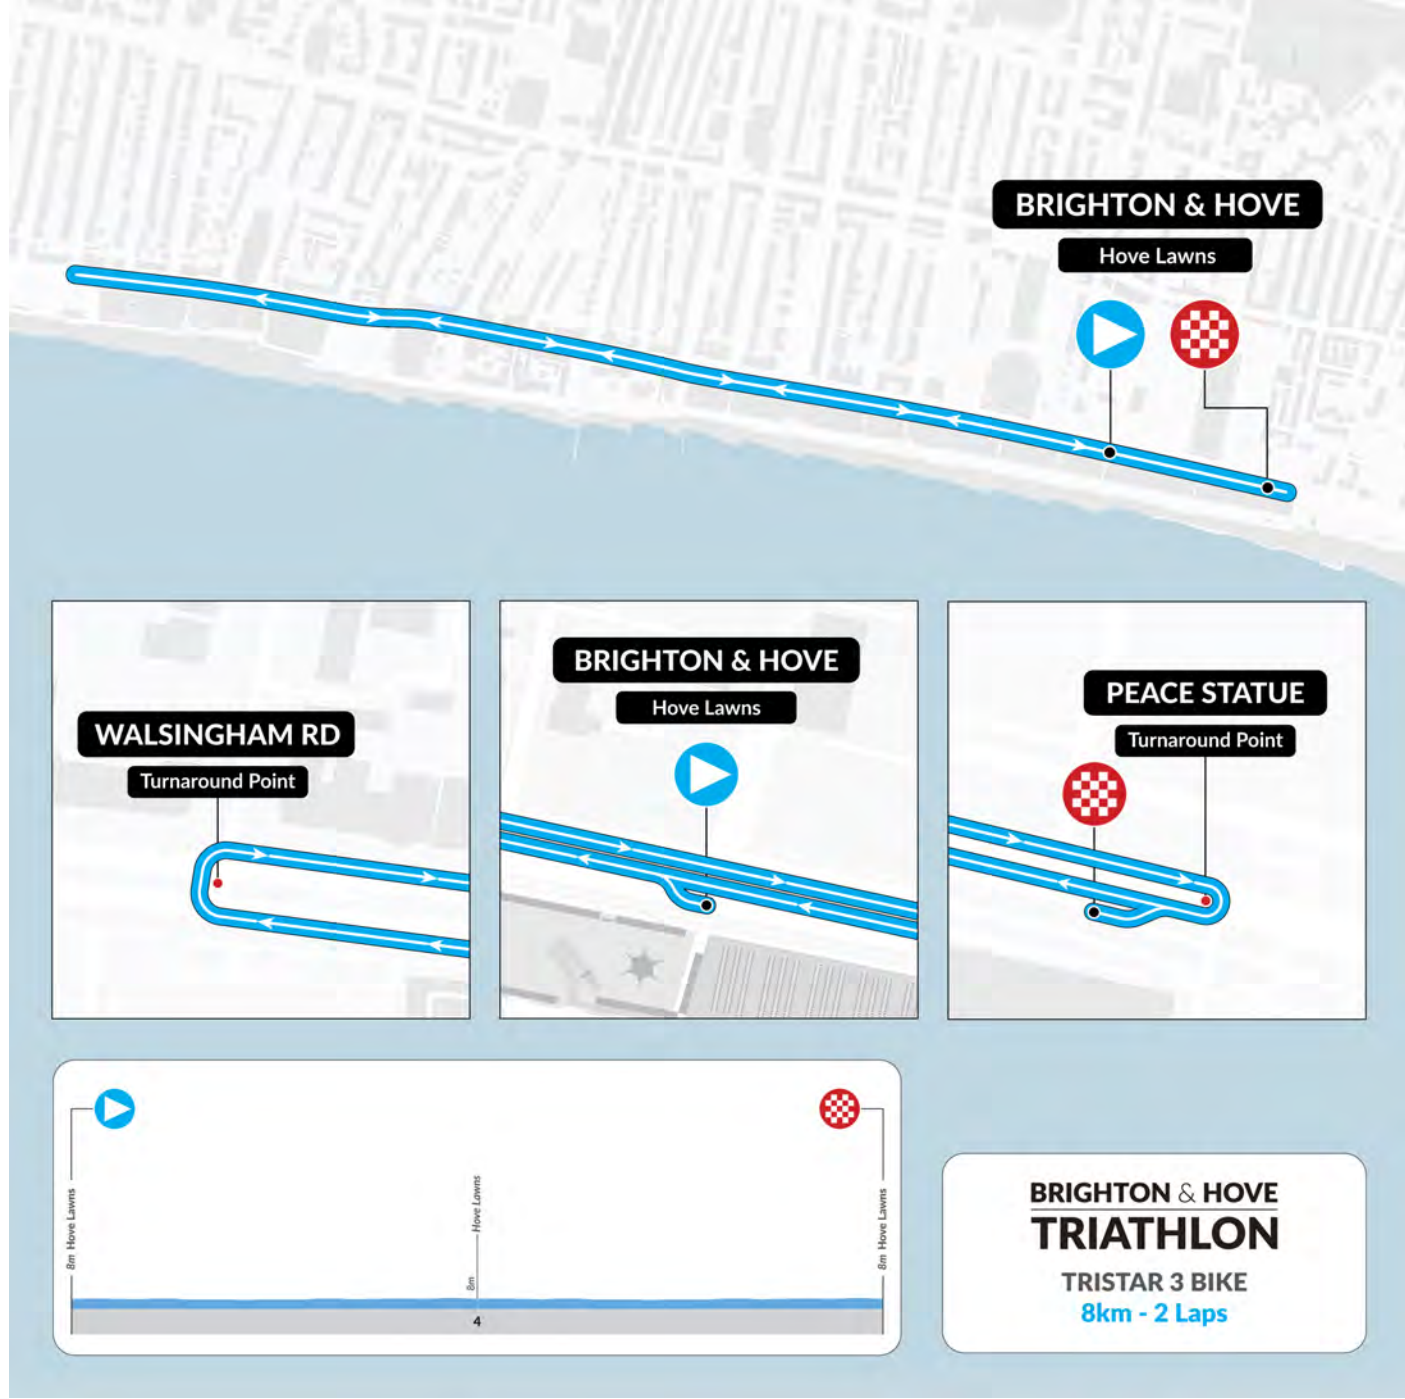 BRIGHTON & HOVE
Hove Lawns
WALSINGHAM RD
Turnaround Point
BRIGHTON & HOVE
Hove Lawns
PEACE STATUE
Turnaround Point
8m Hove Lawns
8m Hove Lawns
4
8m Hove Lawns
BRIGHTON & HOVE
TRIATHLON
TRISTAR 3 BIKE
8km - 2 Laps